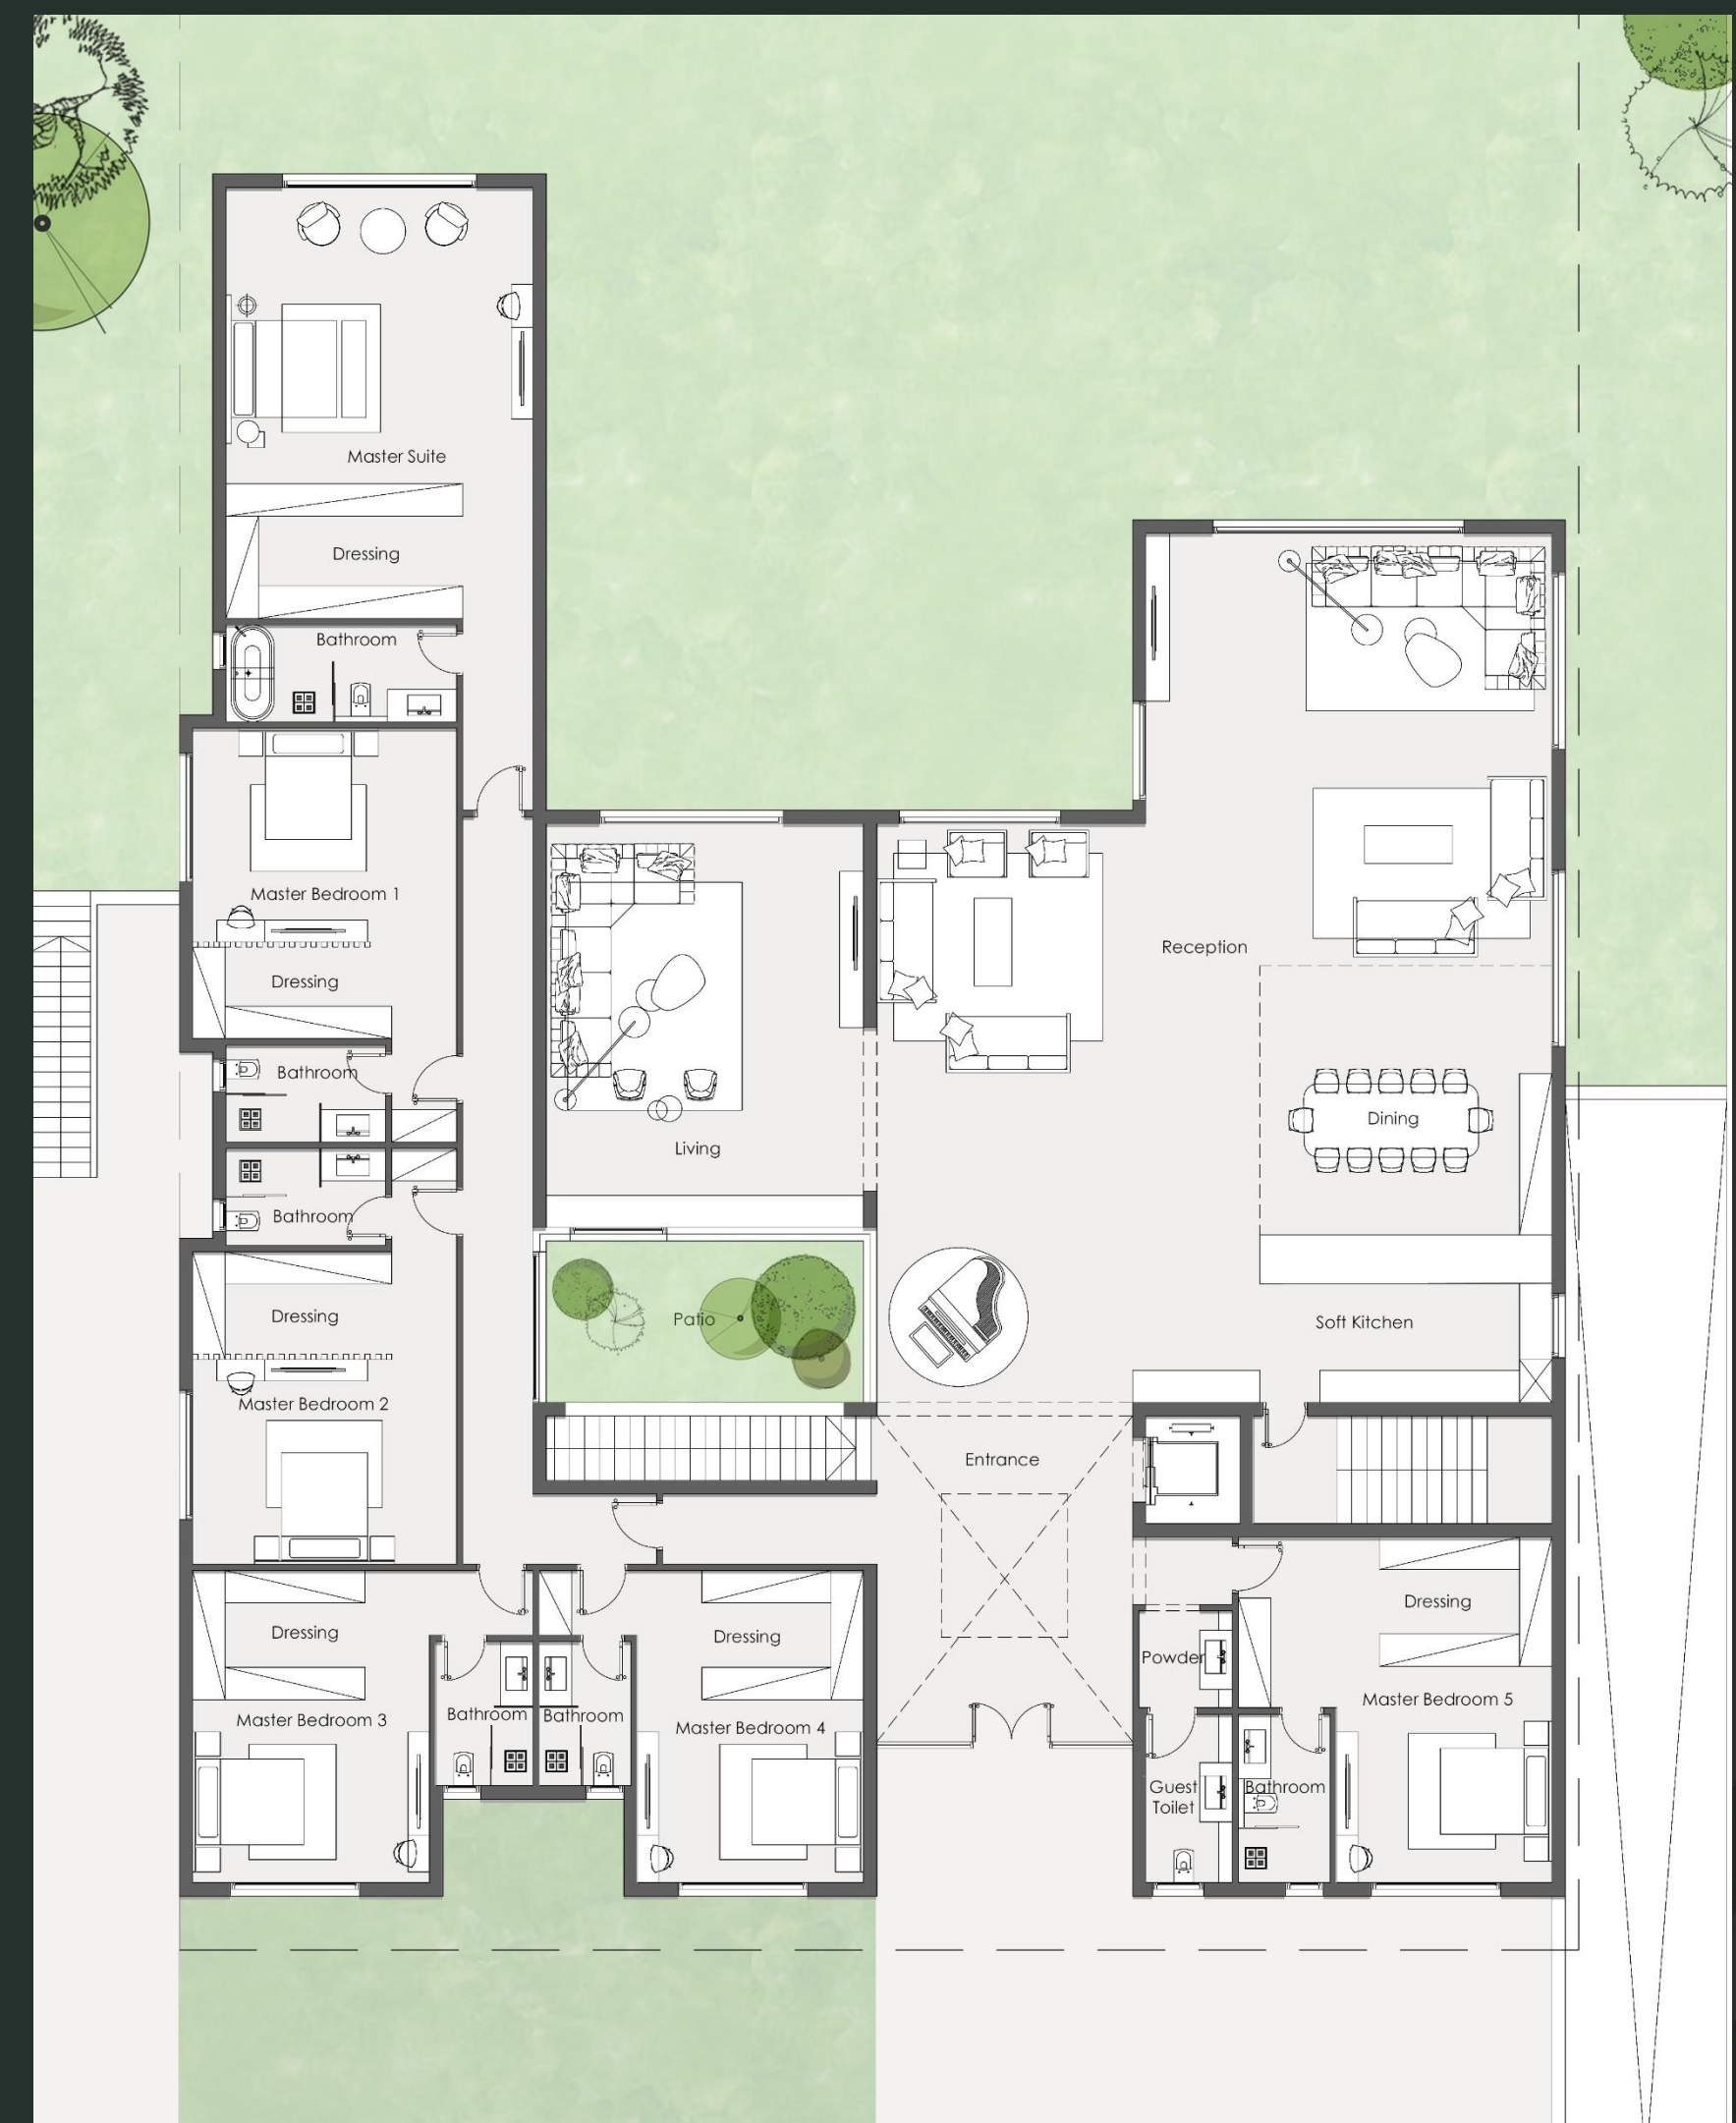 Master Suite
Dressing
Bathroom
Master Bedroom 1
Dressing
Bathroom
Bathroom
Dressing
Master Bedroom 2
Living
Patio
Reception
Dining
Soft Kitchen
Entrance
Dressing
Master Bedroom 3
Bathroom
Bathroom
Dressing
Master Bedroom 4
Powder
Guest
Toilet
Bathroom
Dressing
Master Bedroom 5